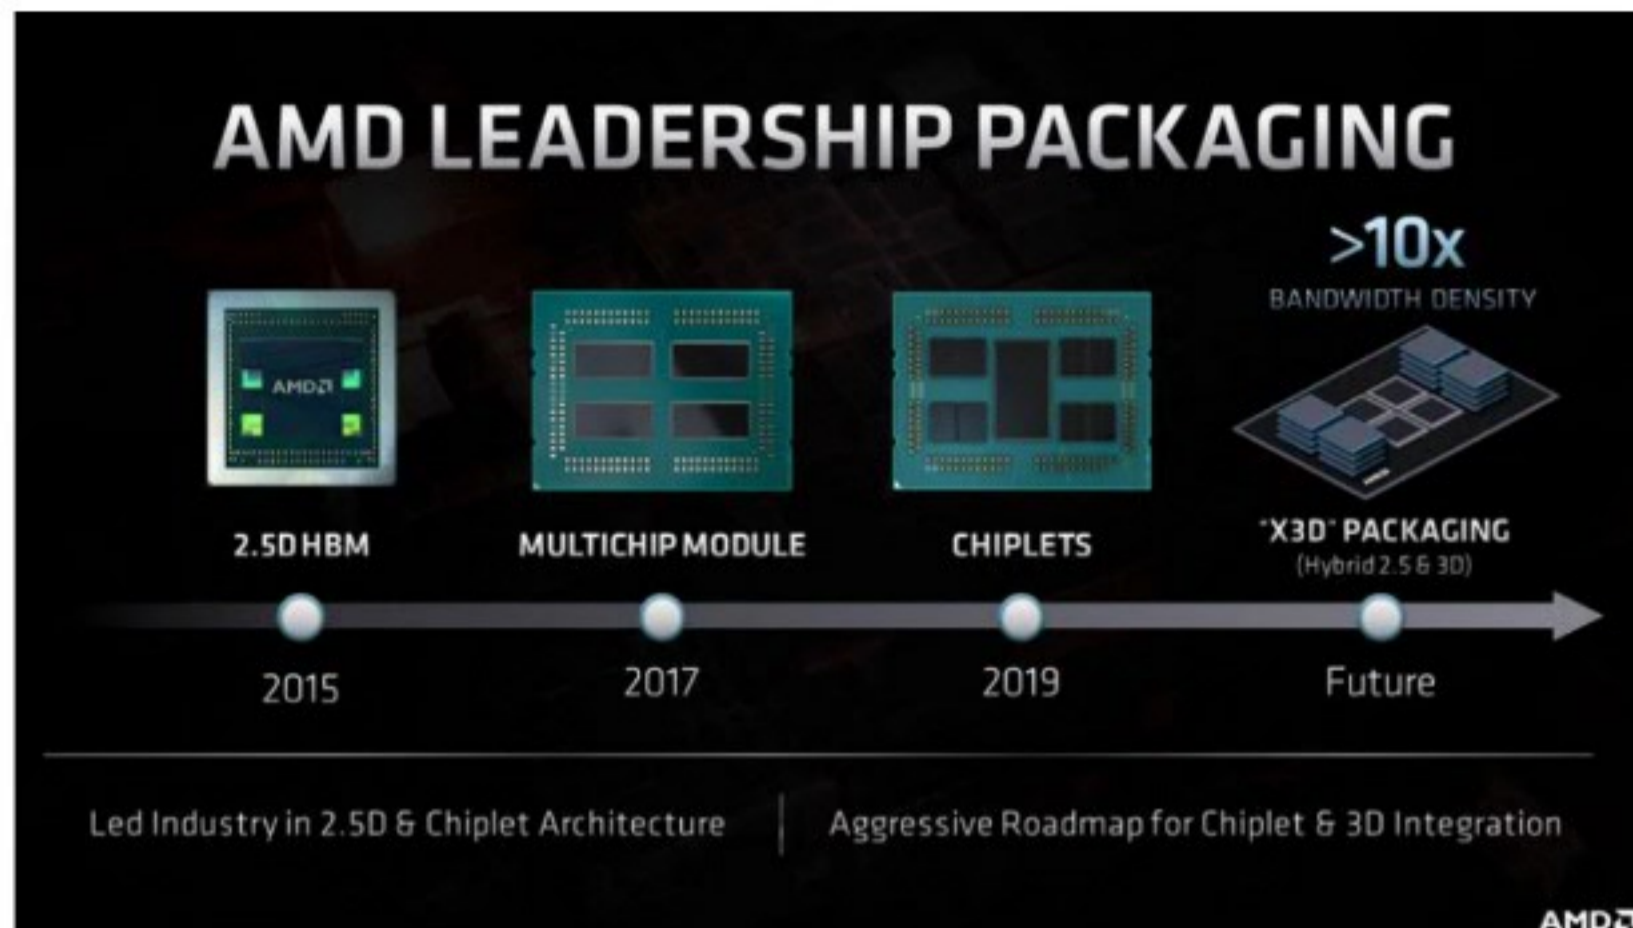 AMD LEADERSHIP PACKAGING
>10x
BANDWIDTH DENSITY
AMD
2.5D HBM
MULTICHIP MODULE
CHIPLETS
"X3D" PACKAGING
(Hybrid 2.5 & 3D)
2015
2017
2019
Future
Led Industry in 2.5D & Chiplet Architecture
Aggressive Roadmap for Chiplet & 3D Integration
AMD